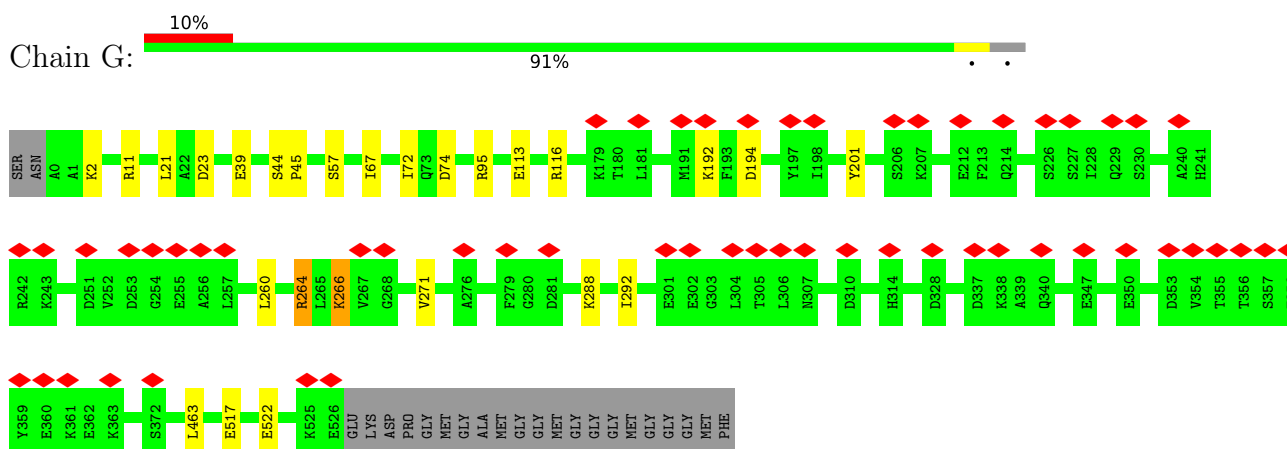 10%
Chain G:
91%
• •
SER ASN A0 A1 K2 R11 L21 A22 D23 E39 S44 P45 S57 I67 I72 Q73 D74 R95 E113 R116 K179 T180 L181 M191 K192 F193 D194 Y197 I198 Y201 S206 K207 E212 F213 Q214 S226 S227 I228 Q229 S230 A240 H241
R242 K243 D251 V252 D253 G254 E255 A256 L257 L260 R264 L265 K266 V267 G268 V271 A276 F279 G280 D281 K288 I292 E301 E302 G303 L304 T305 L306 N307 D310 H314 D328 D337 K338 A339 Q340 E347 E350 D353 V354 T355 T356 S357
Y359 E360 K361 E362 K363 S372 L463 E517 E522 K525 E526 GLU LYS ASP PRO GLY MET GLY ALA MET GLY GLY MET GLY GLY GLY MET GLY GLY GLY MET PHE